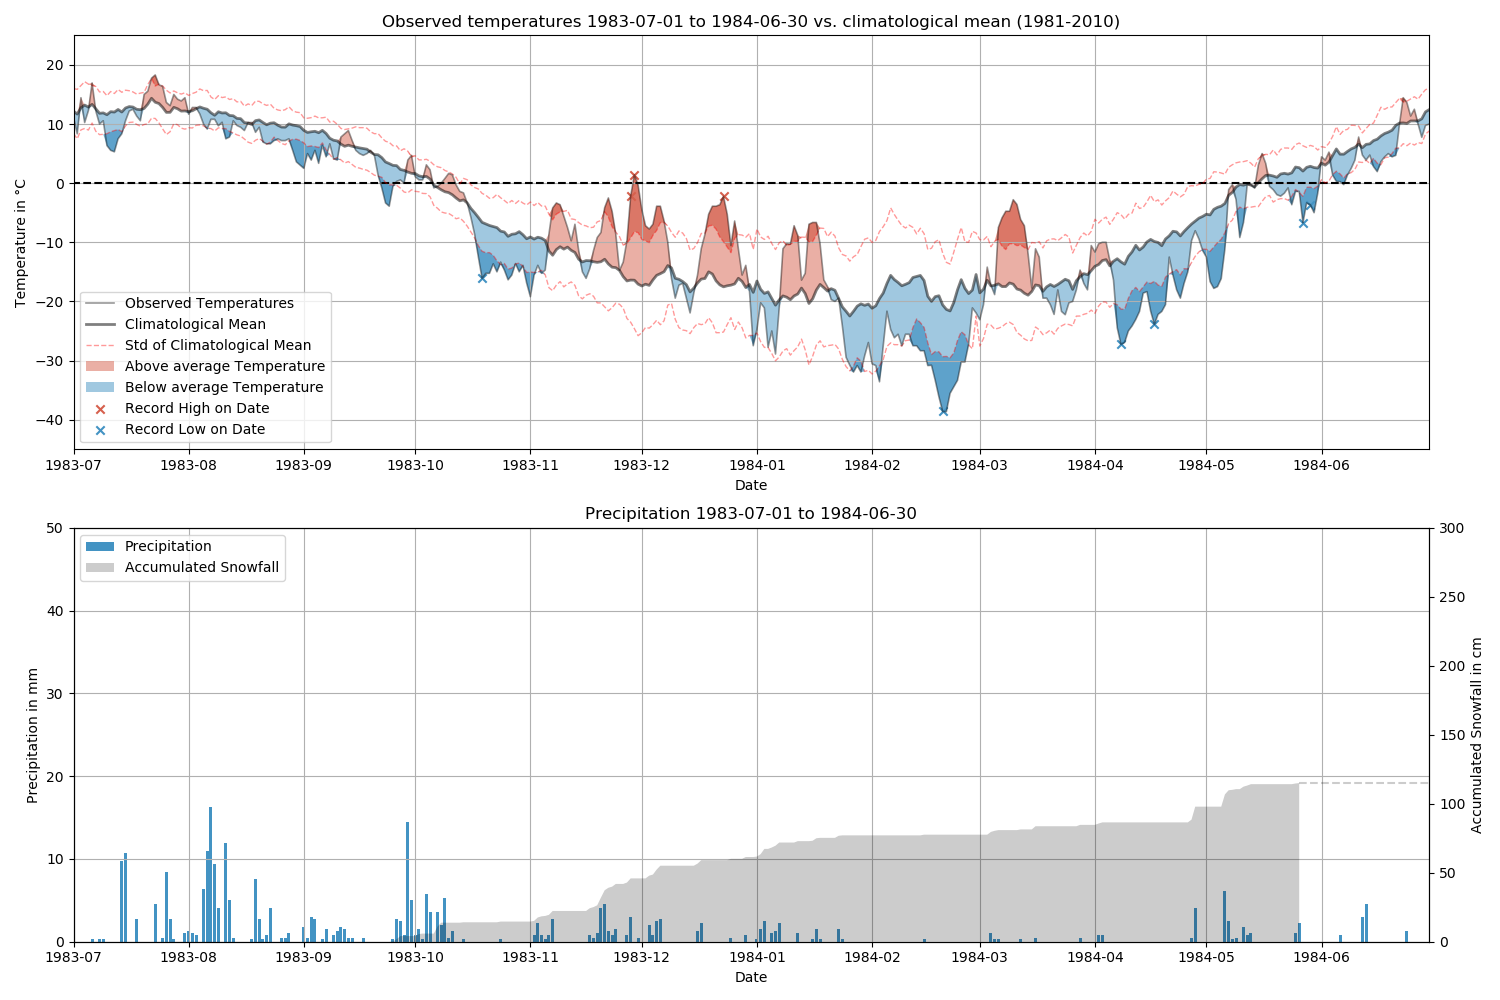 Observed temperatures 1983-07-01 to 1984-06-30 vs. climatological mean (1981-2010)
Temperature in °C
20
10
0
−10
−20
−30
−40
Observed Temperatures
Climatological Mean
Std of Climatological Mean
Above average Temperature
Below average Temperature
Record High on Date
Record Low on Date
1983-07 1983-08 1983-09 1983-10 1983-11 1983-12 1984-01 1984-02 1984-03 1984-04 1984-05 1984-06
Date
Precipitation 1983-07-01 to 1984-06-30
Precipitation in mm
50
40
30
20
10
0
Precipitation
Accumulated Snowfall
300
250
200
150
100
50
0
Accumulated Snowfall in cm
1983-07 1983-08 1983-09 1983-10 1983-11 1983-12 1984-01 1984-02 1984-03 1984-04 1984-05 1984-06
Date